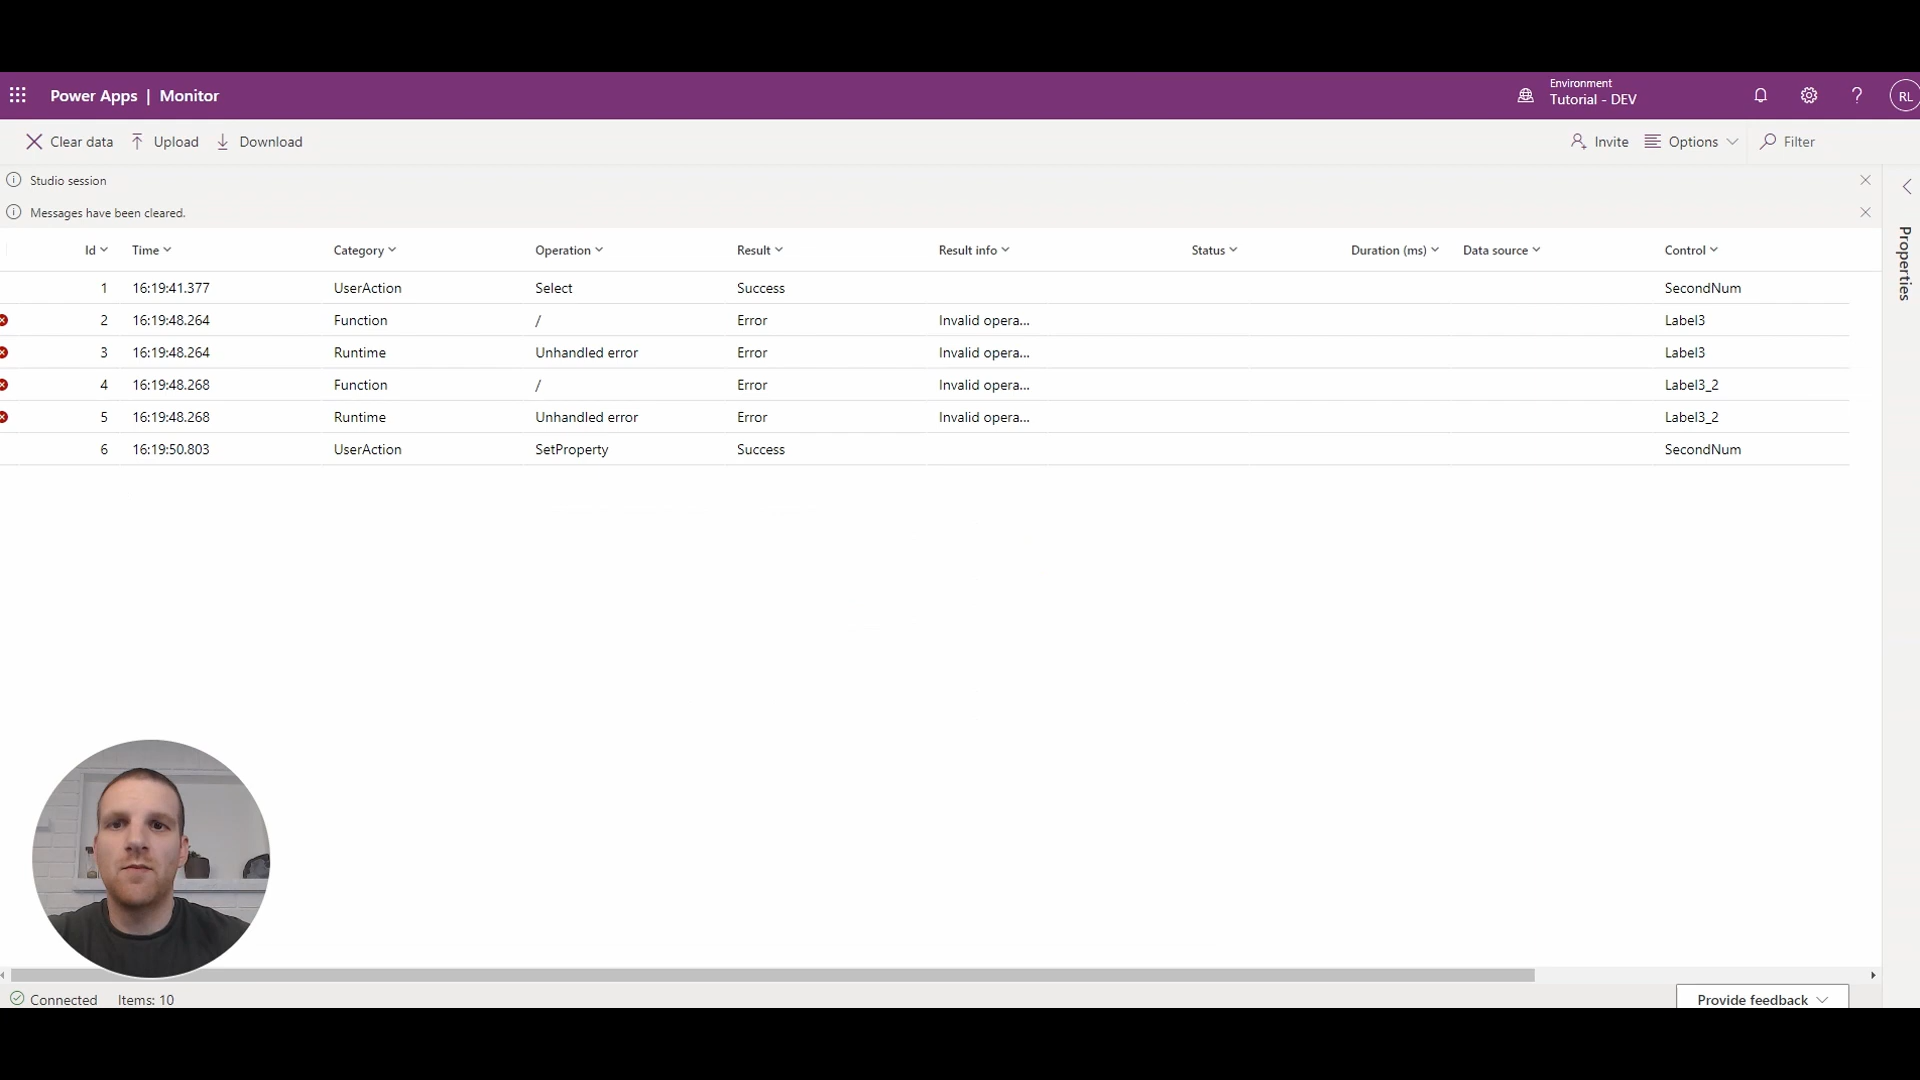 Power Apps | Monitor
Environment
Tutorial - DEV
?
RL
Clear data Upload Download Invite Options Filter
Studio session
Messages have been cleared.
Properties
Id Time Category Operation Result Result info Status Duration (ms) Data source Control
1 16:19:41.377 UserAction Select Success SecondNum
2 16:19:48.264 Function / Error Invalid opera... Label3
3 16:19:48.264 Runtime Unhandled error Error Invalid opera... Label3
4 16:19:48.268 Function / Error Invalid opera... Label3_2
5 16:19:48.268 Runtime Unhandled error Error Invalid opera... Label3_2
6 16:19:50.803 UserAction SetProperty Success SecondNum
Connected Items: 10 Provide feedback